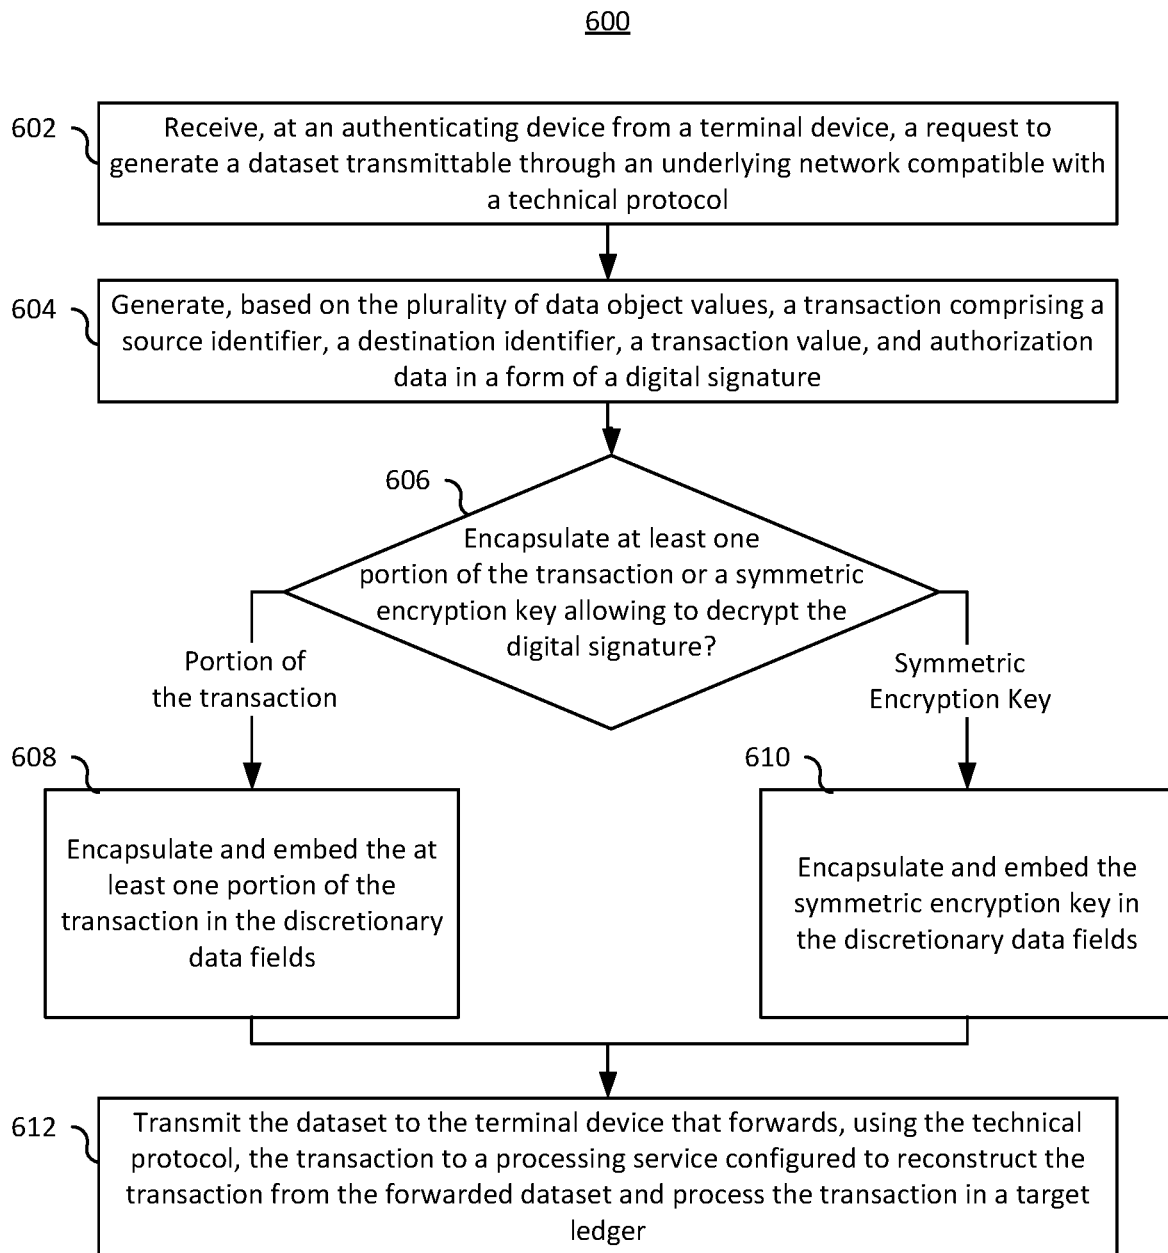 600
602
Receive, at an authenticating device from a terminal device, a request to
generate a dataset transmittable through an underlying network compatible with
a technical protocol
604
Generate, based on the plurality of data object values, a transaction comprising a
source identifier, a destination identifier, a transaction value, and authorization
data in a form of a digital signature
606
Encapsulate at least one
portion of the transaction or a symmetric
encryption key allowing to decrypt the
digital signature?
Portion of
the transaction
Symmetric
Encryption Key
608
Encapsulate and embed the at
least one portion of the
transaction in the discretionary
data fields
610
Encapsulate and embed the
symmetric encryption key in
the discretionary data fields
612
Transmit the dataset to the terminal device that forwards, using the technical
protocol, the transaction to a processing service configured to reconstruct the
transaction from the forwarded dataset and process the transaction in a target
ledger